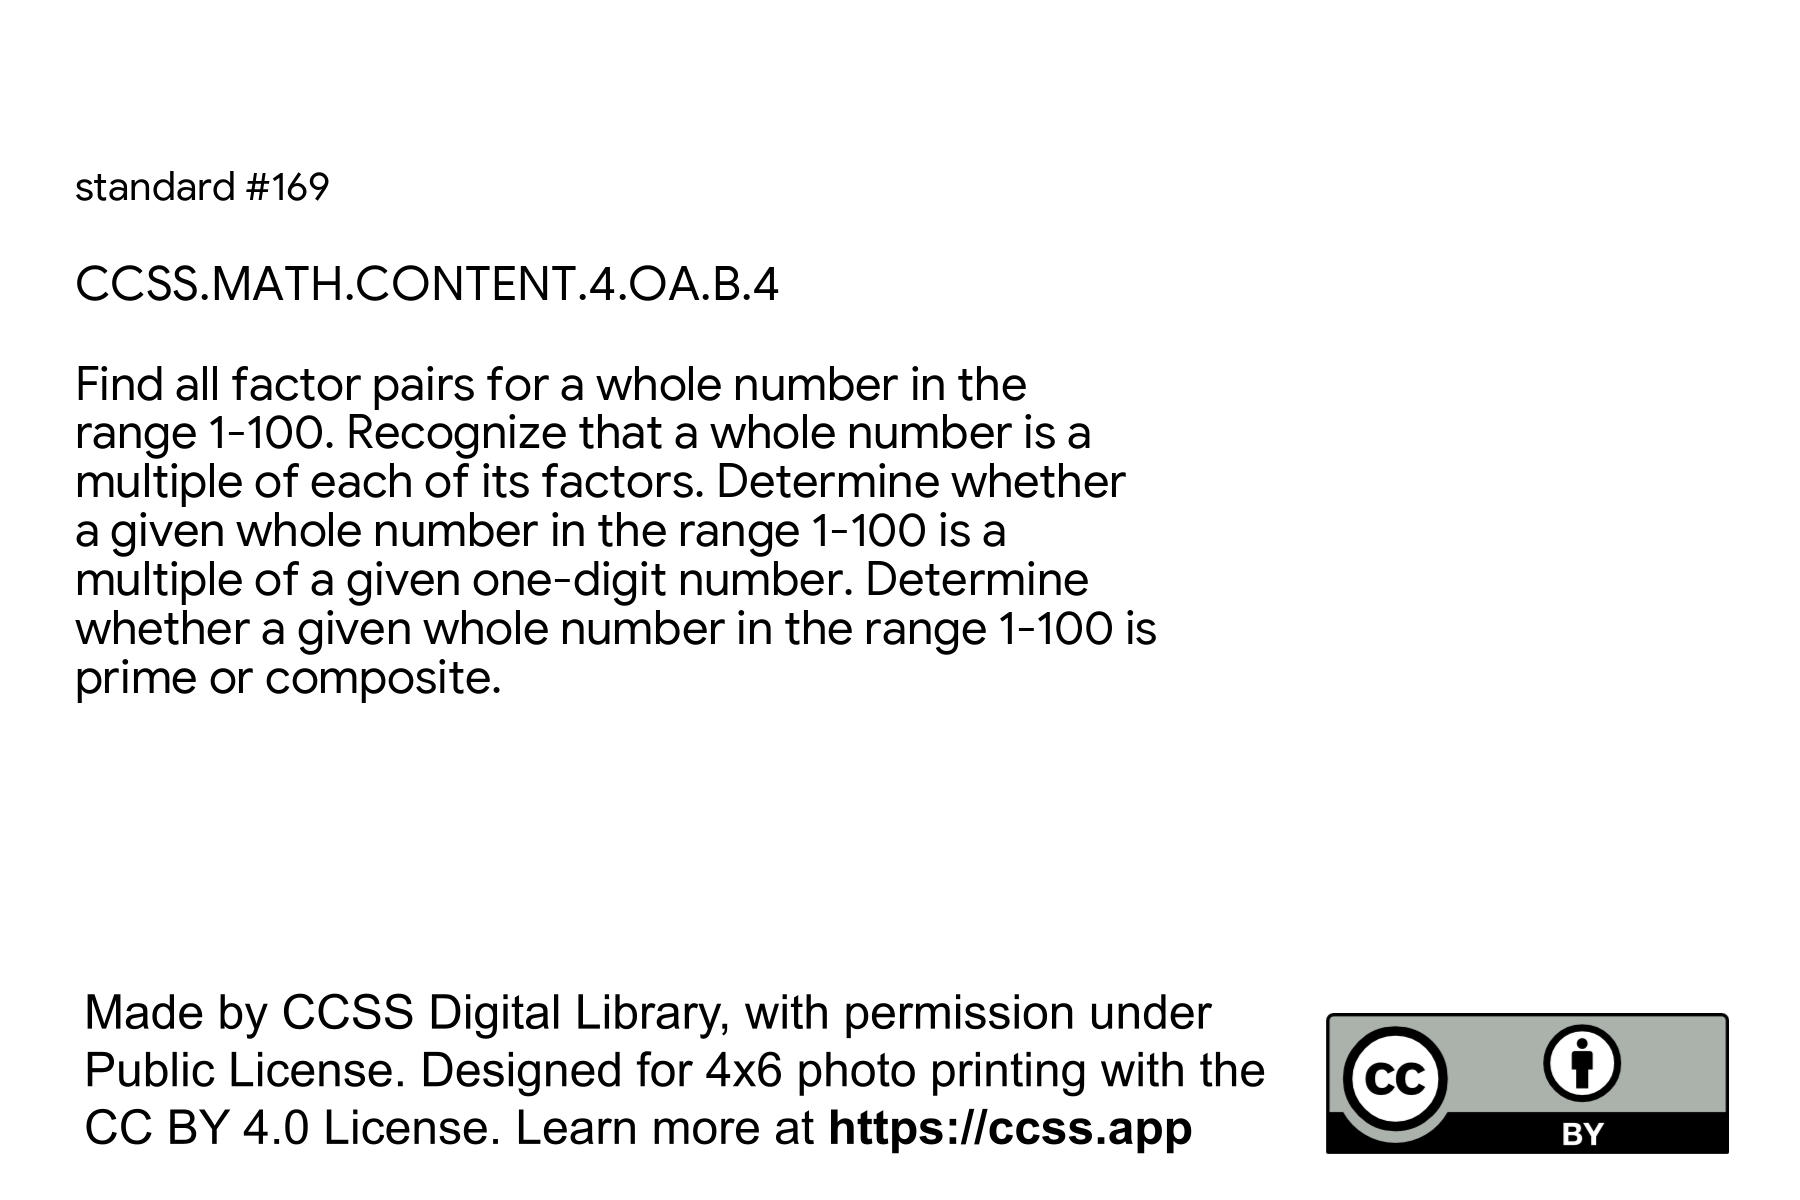 standard #169
CCSS.MATH.CONTENT.4.OA.B.4
Find all factor pairs for a whole number in the
range 1-100. Recognize that a whole number is a
multiple of each of its factors. Determine whether
a given whole number in the range 1-100 is a
multiple of a given one-digit number. Determine
whether a given whole number in the range 1-100 is
prime or composite.
Made by CCSS Digital Library, with permission under
Public License. Designed for 4x6 photo printing with the
CC BY 4.0 License. Learn more at https://ccss.app
CC
BY